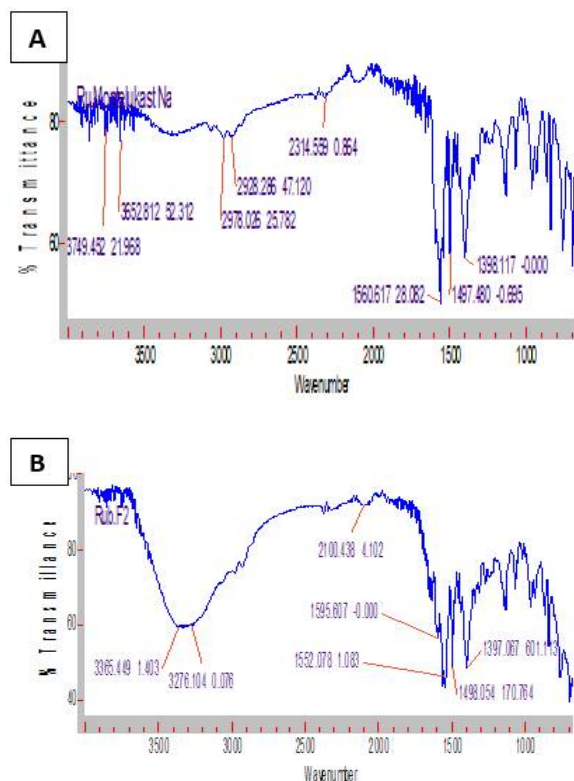 A
Pu.Montelukast Na
80
60
% Transmittance
3749.452 21.968
3652.812 52.312
2978.026 25.782
2928.286 47.120
2314.559 0.864
1560.617 28.082
1497.480 -0.695
1398.117 -0.000
3500 3000 2500 2000 1500 1000
Wavenumber
B
Rub.F2
80
60
40
% Transmittance
3365.449 1.403
3276.104 0.076
2100.438 4.102
1595.607 -0.000
1552.078 1.083
1498.054 170.764
1397.067 601.113
3500 3000 2500 2000 1500 1000
Wavenumber